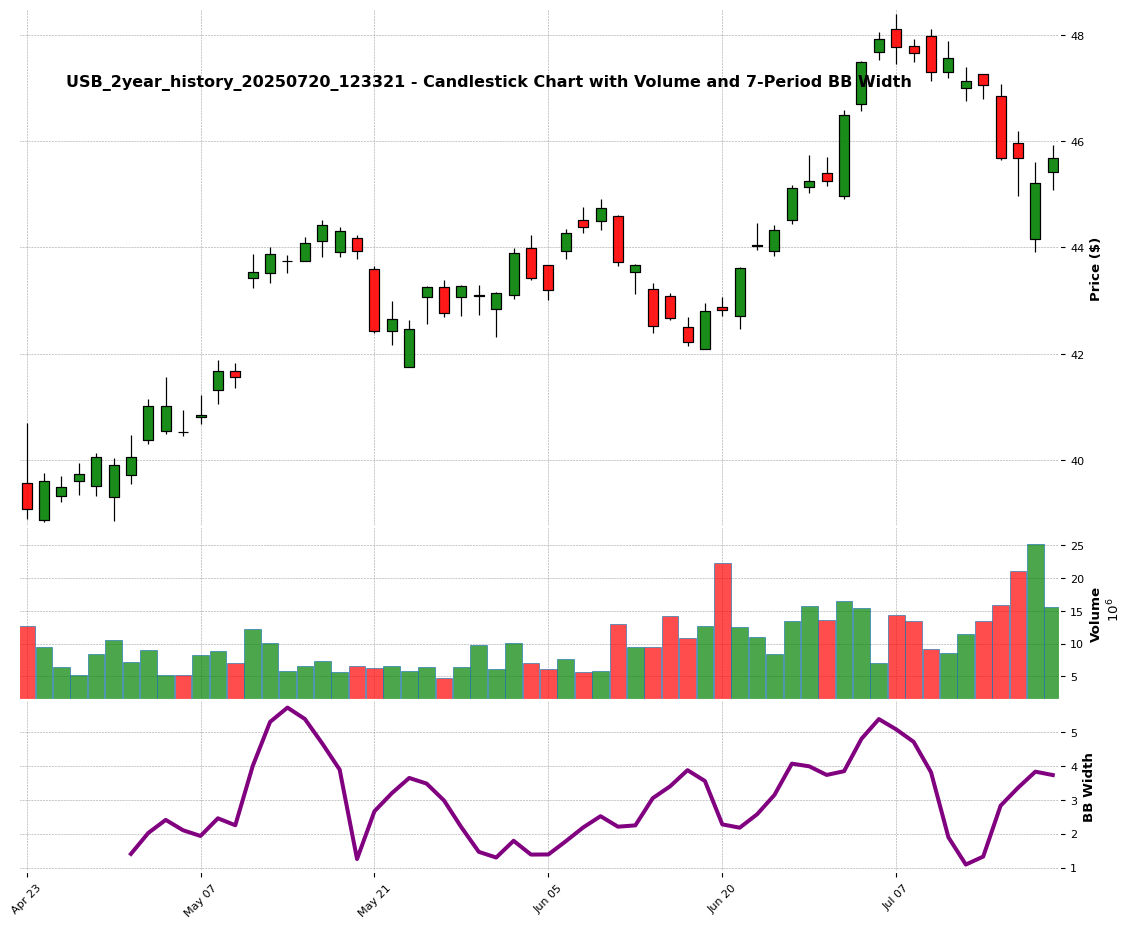 USB_2year_history_20250720_123321 - Candlestick Chart with Volume and 7-Period BB Width
48
46
44
42
40
Price ($)
25
20
15
10
5
Volume
10^6
5
4
3
2
1
BB Width
Apr 23
May 07
May 21
Jun 05
Jun 20
Jul 07